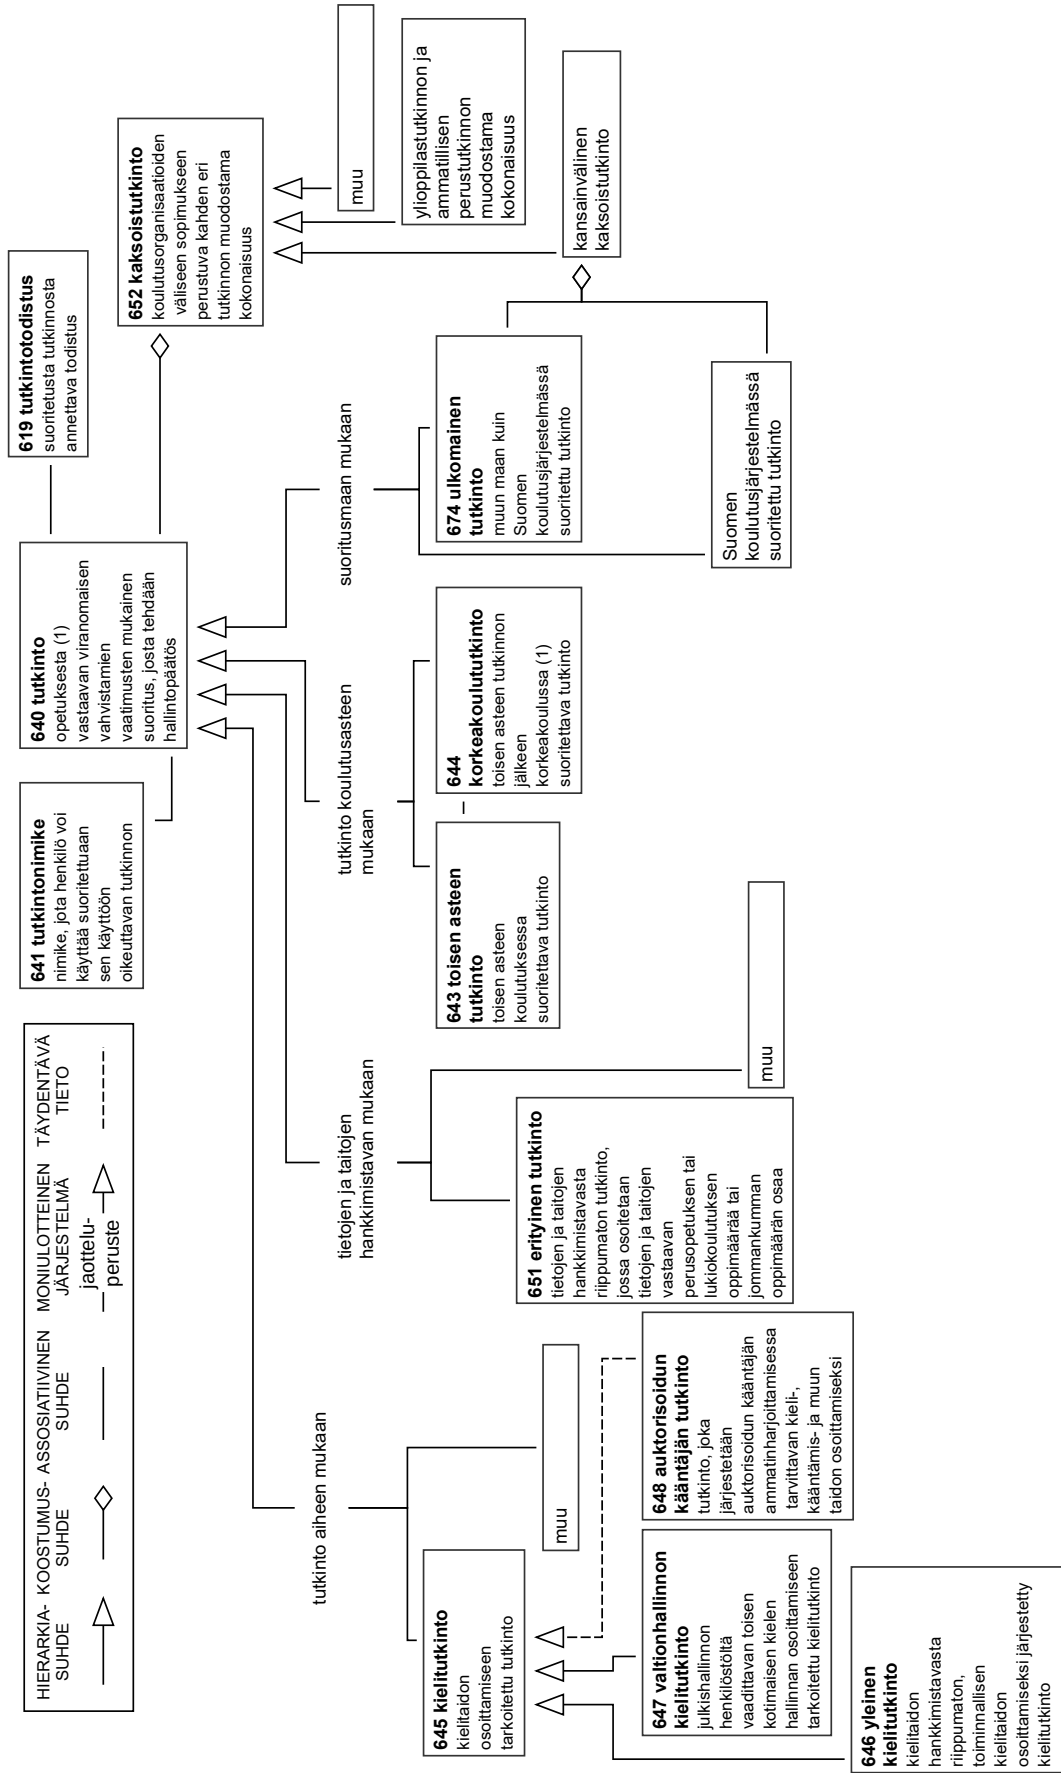 HIERARKIA-
SUHDE
KOOSTUMUS-
SUHDE
ASSOSIATIIVINEN
SUHDE
MONIULOTTEINEN
JÄRJESTELMÄ
jaottelu-
peruste
TÄYDENTÄVÄ
TIETO
641 tutkintonimike
nimike, jota henkilö voi
käyttää suoritettuaan
sen käyttöön
oikeuttavan tutkinnon
640 tutkinto
opetuksesta (1)
vastaavan viranomaisen
vahvistamien
vaatimusten mukainen
suoritus, josta tehdään
hallintopäätös
619 tutkintotodistus
suoritetusta tutkinnosta
annettava todistus
652 kaksoistutkinto
koulutusorganisaatioiden
väliseen sopimukseen
perustuva kahden eri
tutkinnon muodostama
kokonaisuus
muu
ylioppilastutkinnon ja
ammatillisen
perustutkinnon
muodostama
kokonaisuus
kansainvälinen
kaksoistutkinto
tutkinto aiheen mukaan
tietojen ja taitojen
hankkimistavan mukaan
tutkinto koulutusasteen
mukaan
suoritusmaan mukaan
645 kielitutkinto
kielitaidon
osoittamiseen
tarkoitettu tutkinto
muu
651 erityinen tutkinto
tietojen ja taitojen
hankkimistavasta
riippumaton tutkinto,
jossa osoitetaan
tietojen ja taitojen
vastaavan
perusopetuksen tai
lukiokoulutuksen
oppimäärää tai
jommankumman
oppimäärän osaa
muu
643 toisen asteen
tutkinto
toisen asteen
koulutuksessa
suoritettava tutkinto
644
korkeakoulututkinto
toisen asteen tutkinnon
jälkeen
korkeakoulussa (1)
suoritettava tutkinto
674 ulkomainen
tutkinto
muun maan kuin
Suomen
koulutusjärjestelmässä
suoritettu tutkinto
Suomen
koulutusjärjestelmässä
suoritettu tutkinto
647 valtionhallinnon
kielitutkinto
julkishallinnon
henkilöstöltä
vaadittavan toisen
kotimaisen kielen
hallinnan osoittamiseen
tarkoitettu kielitutkinto
648 auktorisoidun
kääntäjän tutkinto
tutkinto, joka
järjestetään
auktorisoidun kääntäjän
ammatinharjoittamisessa
tarvittavan kieli-,
kääntämis- ja muun
taidon osoittamiseksi
646 yleinen
kielitutkinto
kielitaidon
hankkimistavasta
riippumaton,
toiminnallisen
kielitaidon
osoittamiseksi järjestetty
kielitutkinto